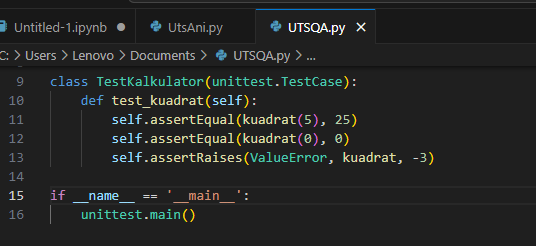 Untitled-1.ipynb UtsAni.py UTSQA.py
C: > Users > Lenovo > Documents > UTSQA.py > ...
9 class TestKalkulator(unittest.TestCase):
10     def test_kuadrat(self):
11         self.assertEqual(kuadrat(5), 25)
12         self.assertEqual(kuadrat(0), 0)
13         self.assertRaises(ValueError, kuadrat, -3)
14
15 if __name__ == '__main__':
16     unittest.main()